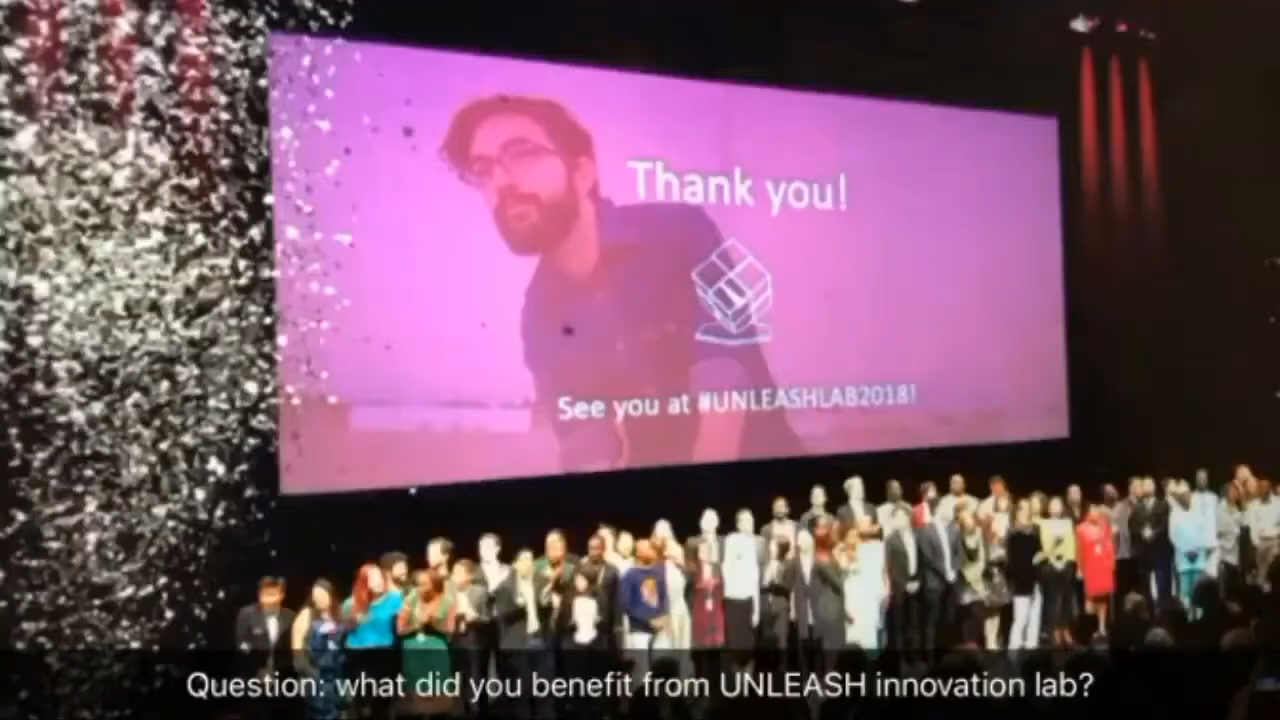 Thank you!
See you at #UNLEASHLAB2018!
Question: what did you benefit from UNLEASH innovation lab?